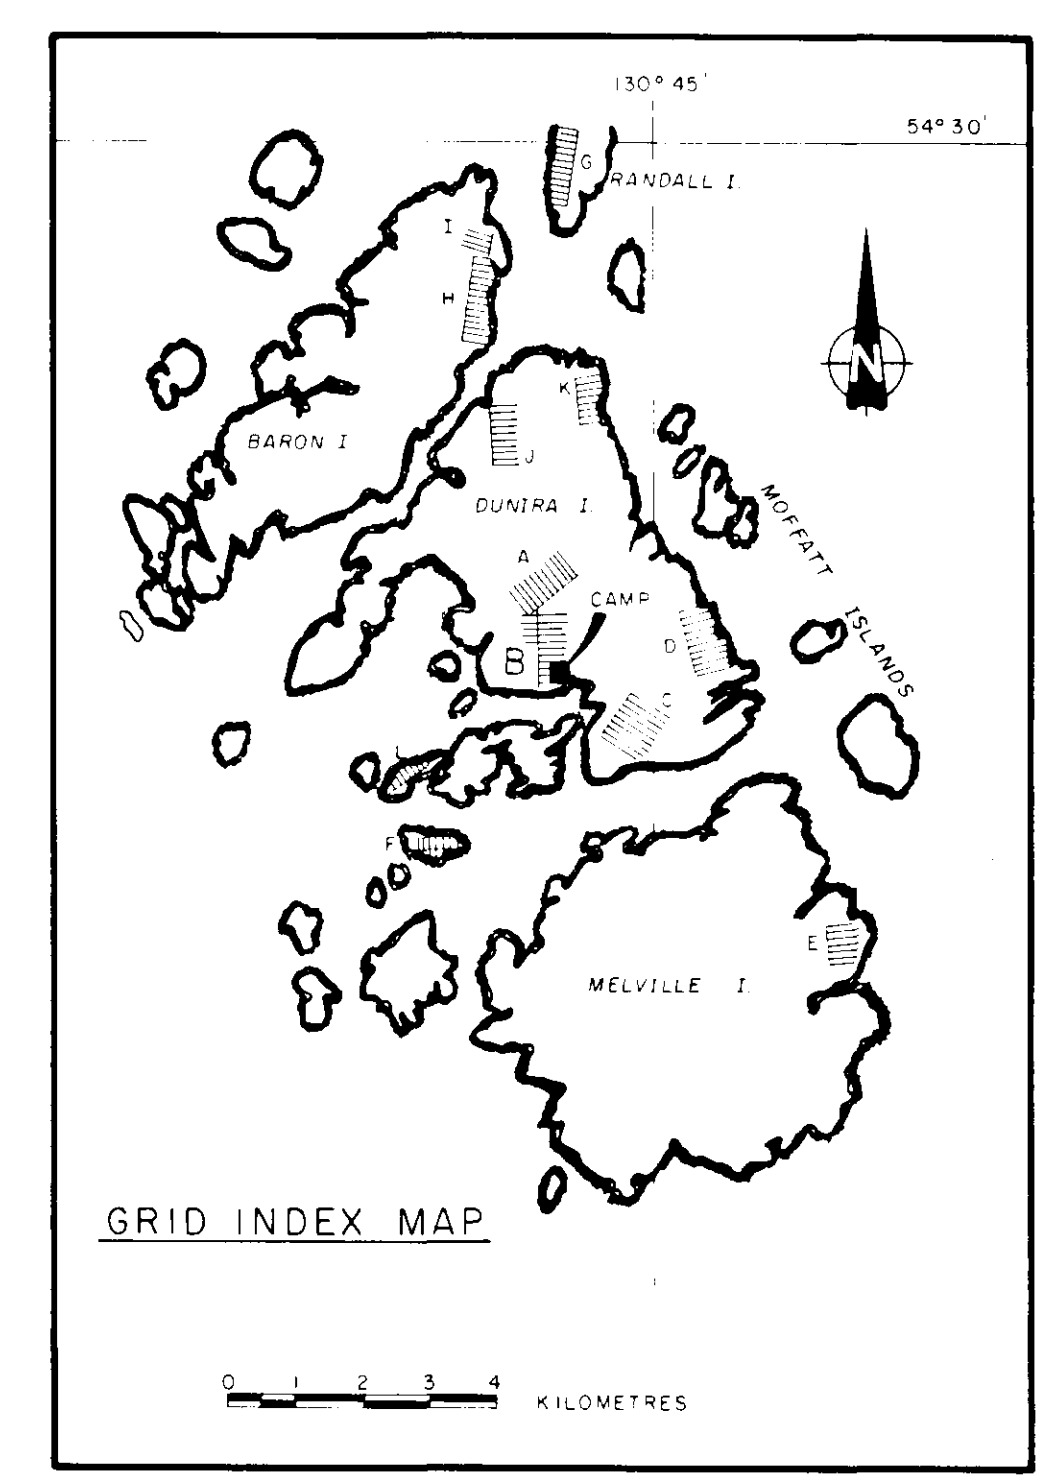 130° 45'
54° 30'
G
RANDALL I.
I
H
K
BARON I
J
DUNIRA I.
MOFFATT
ISLANDS
A
CAMP
B
D
C
L
F
E
MELVILLE I.
N
GRID INDEX MAP
0 1 2 3 4
KILOMETRES